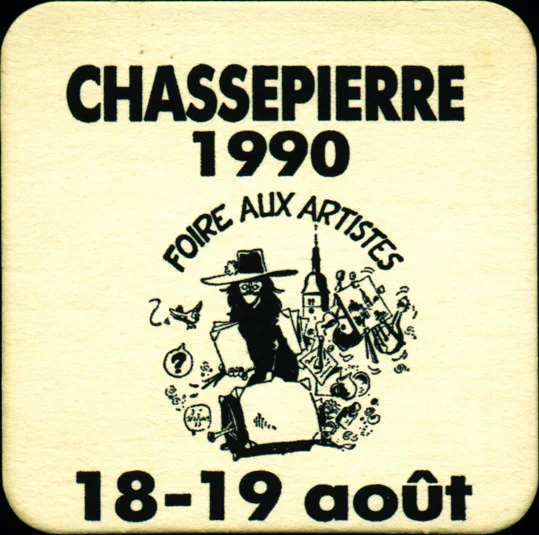 CHASSEPIERRE
1990
FOIRE AUX ARTISTES
?
18-19 août